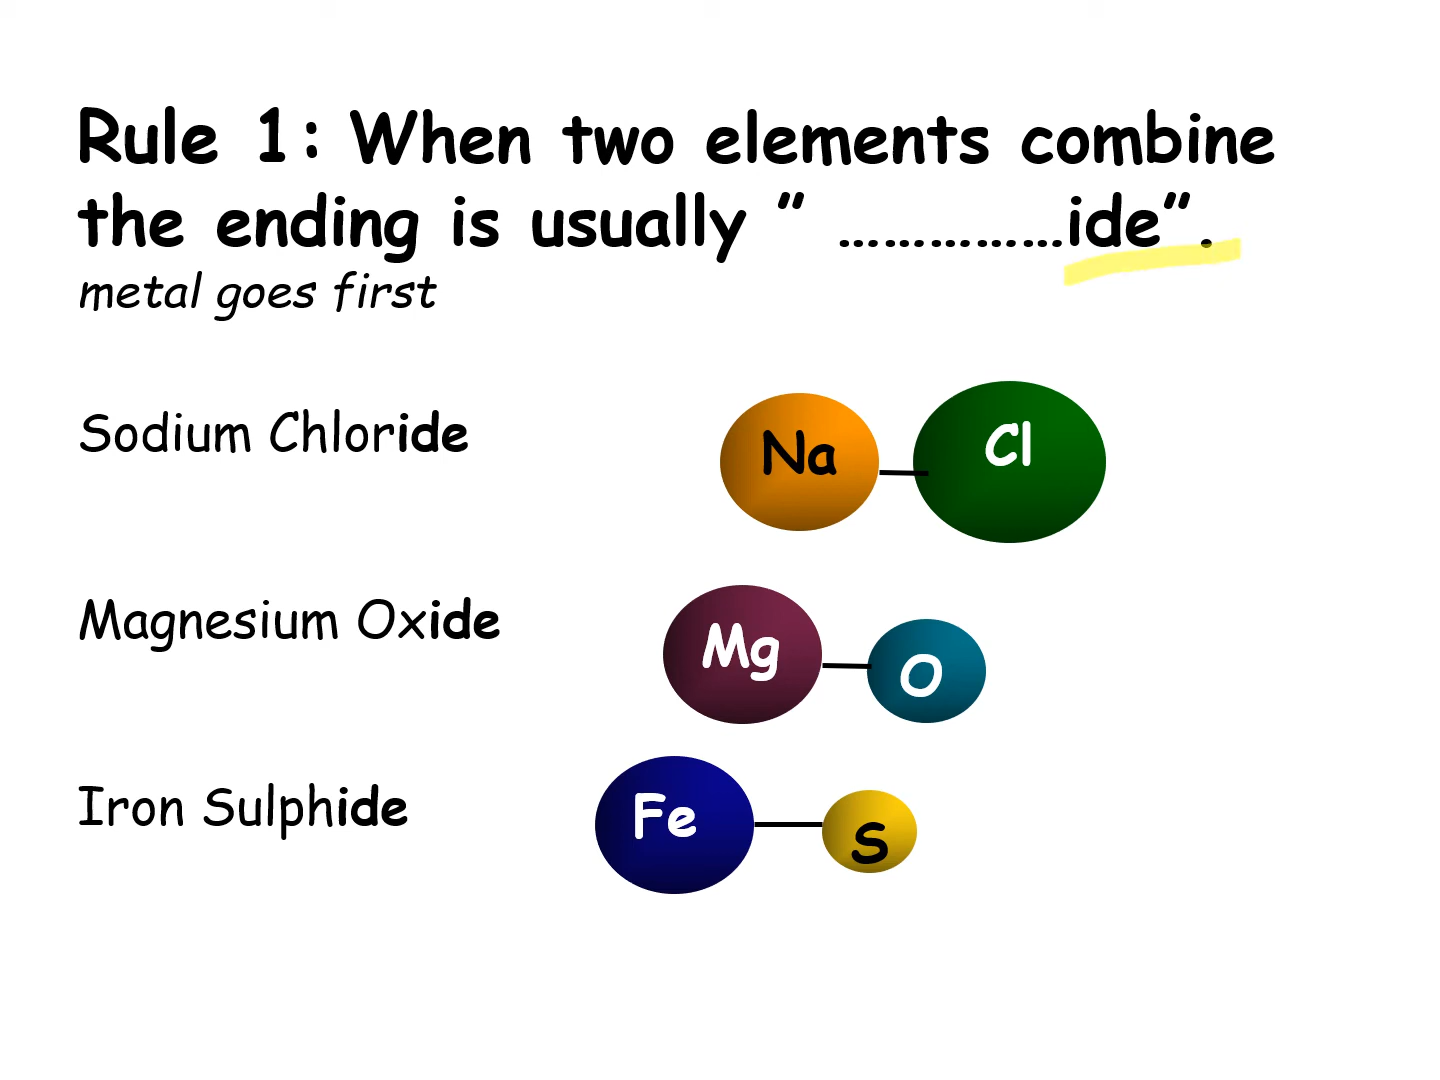 Rule 1: When two elements combine
the ending is usually ” ……………ide”.
metal goes first
Sodium Chloride
Na
Cl
Magnesium Oxide
Mg
O
Iron Sulphide
Fe
S